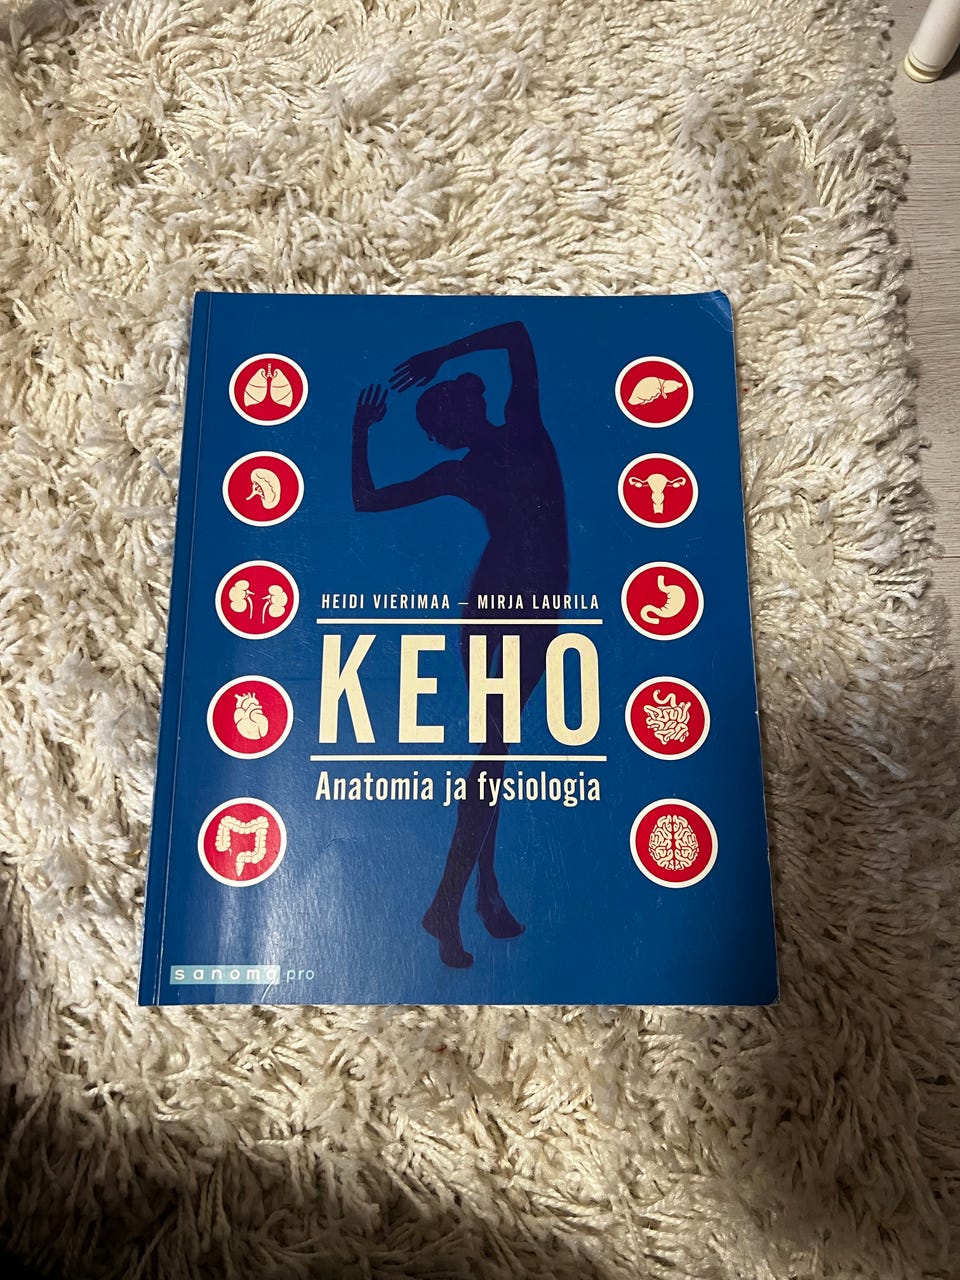 HEIDI VIERIMAA – MIRJA LAURILA
KEHO
Anatomia ja fysiologia
sanoma pro